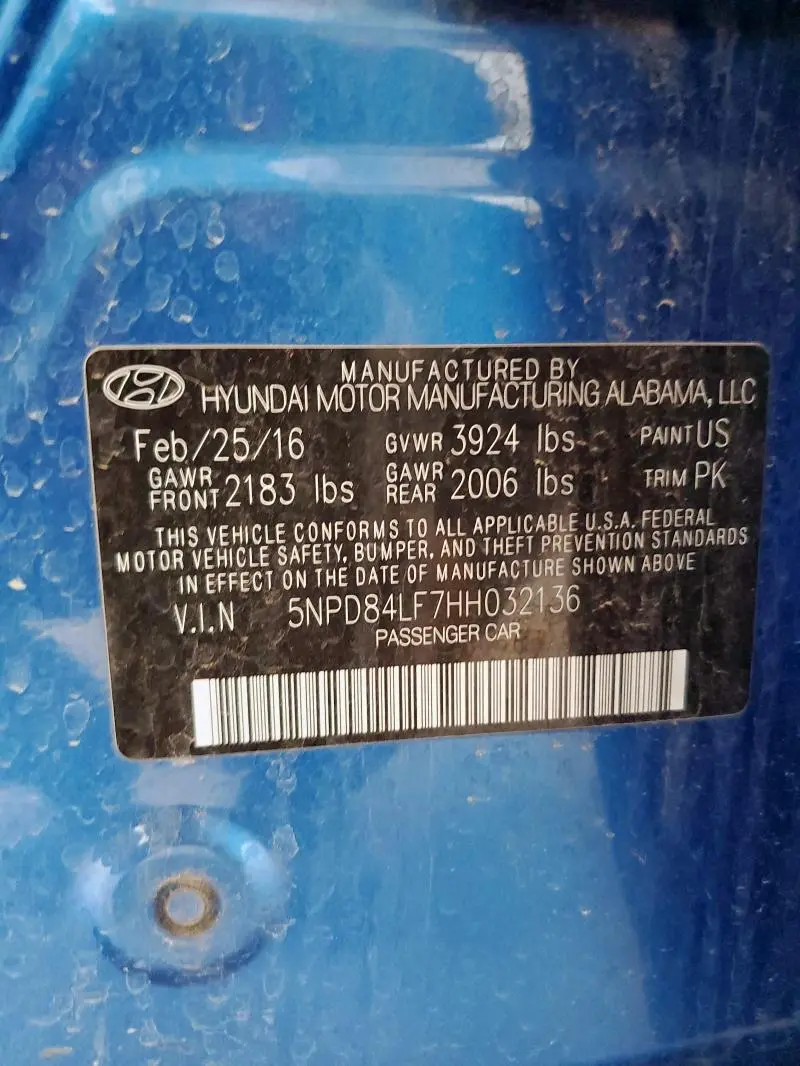 MANUFACTURED BY
HYUNDAI MOTOR MANUFACTURING ALABAMA, LLC
Feb/25/16 GVWR 3924 lbs PAINT US
GAWR FRONT 2183 lbs GAWR REAR 2006 lbs TRIM PK
THIS VEHICLE CONFORMS TO ALL APPLICABLE U.S.A. FEDERAL
MOTOR VEHICLE SAFETY, BUMPER, AND THEFT PREVENTION STANDARDS
IN EFFECT ON THE DATE OF MANUFACTURE SHOWN ABOVE
V.I.N 5NPD84LF7HH032136
PASSENGER CAR